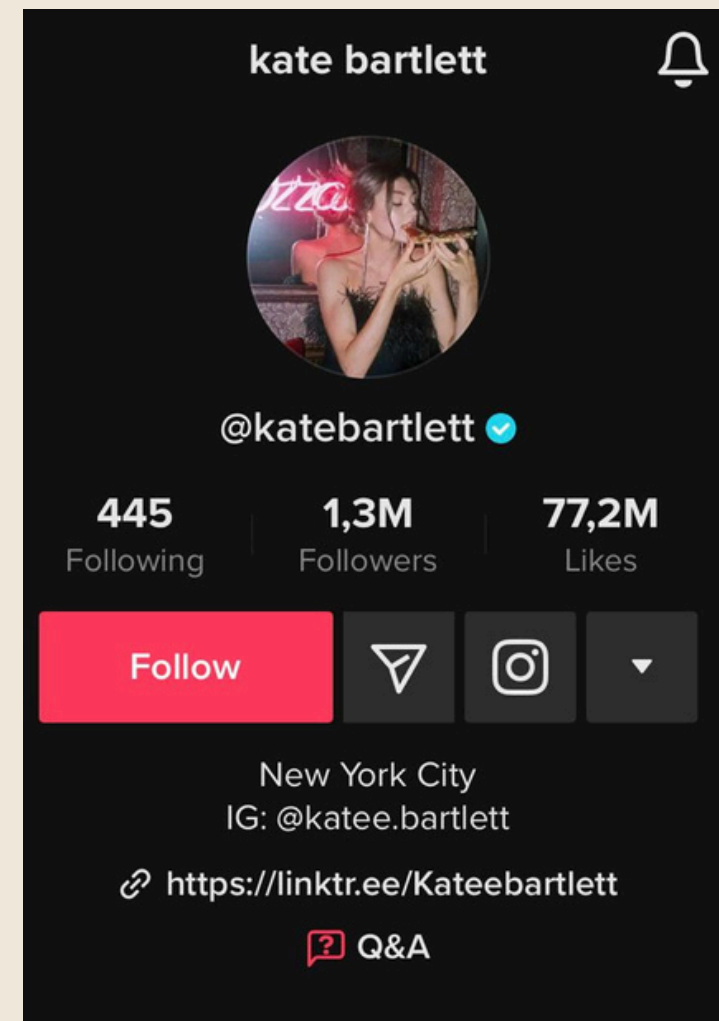 kate bartlett
@katebartlett
445 1,3M 77,2M
Following Followers Likes
Follow
New York City
IG: @katee.bartlett
https://linktr.ee/Kateebartlett
? Q&A